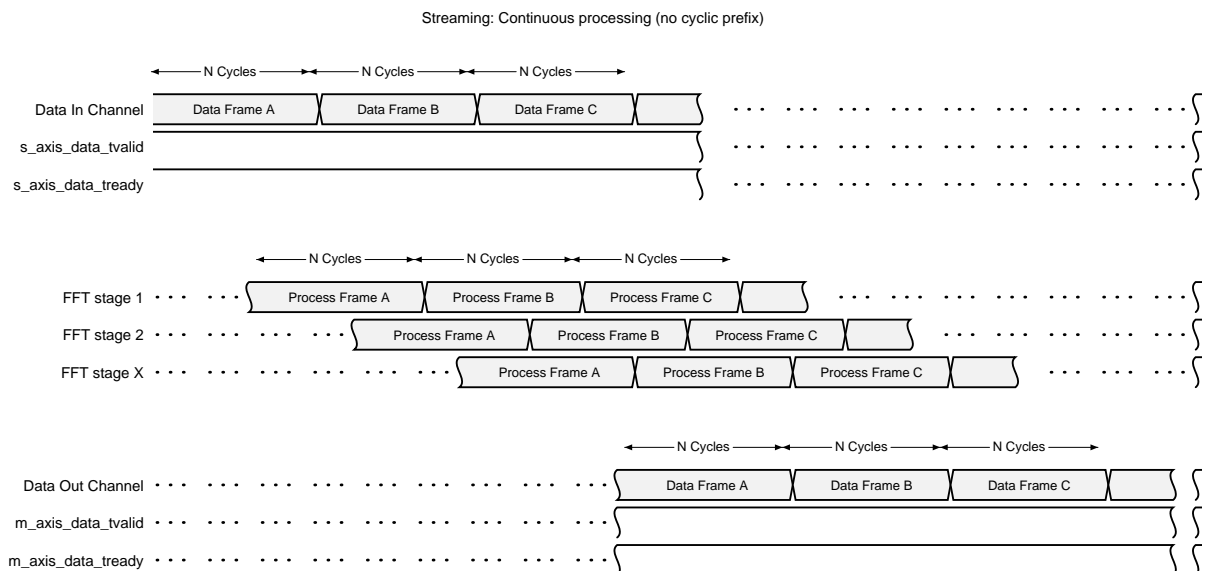 Streaming: Continuous processing (no cyclic prefix)
N Cycles N Cycles N Cycles
Data In Channel Data Frame A Data Frame B Data Frame C
s_axis_data_tvalid
s_axis_data_tready
N Cycles N Cycles N Cycles
FFT stage 1 Process Frame A Process Frame B Process Frame C
FFT stage 2 Process Frame A Process Frame B Process Frame C
FFT stage X Process Frame A Process Frame B Process Frame C
N Cycles N Cycles N Cycles
Data Out Channel Data Frame A Data Frame B Data Frame C
m_axis_data_tvalid
m_axis_data_tready